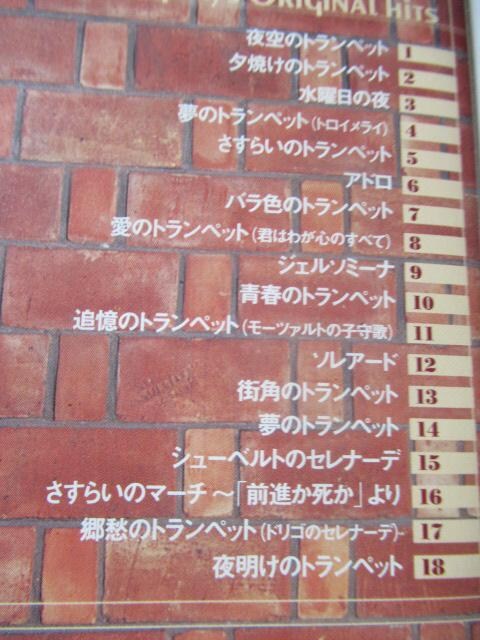 ORIGINAL HITS
夜空のトランペット 1
夕焼けのトランペット 2
水曜日の夜 3
夢のトランペット(トロイメライ) 4
さすらいのトランペット 5
アドロ 6
バラ色のトランペット 7
愛のトランペット(君はわが心のすべて) 8
ジェルソミーナ 9
青春のトランペット 10
追憶のトランペット(モーツァルトの子守歌) 11
ソレアード 12
街角のトランペット 13
夢のトランペット 14
シューベルトのセレナーデ 15
さすらいのマーチ～「前進か死か」より 16
郷愁のトランペット(ドリゴのセレナーデ) 17
夜明けのトランペット 18